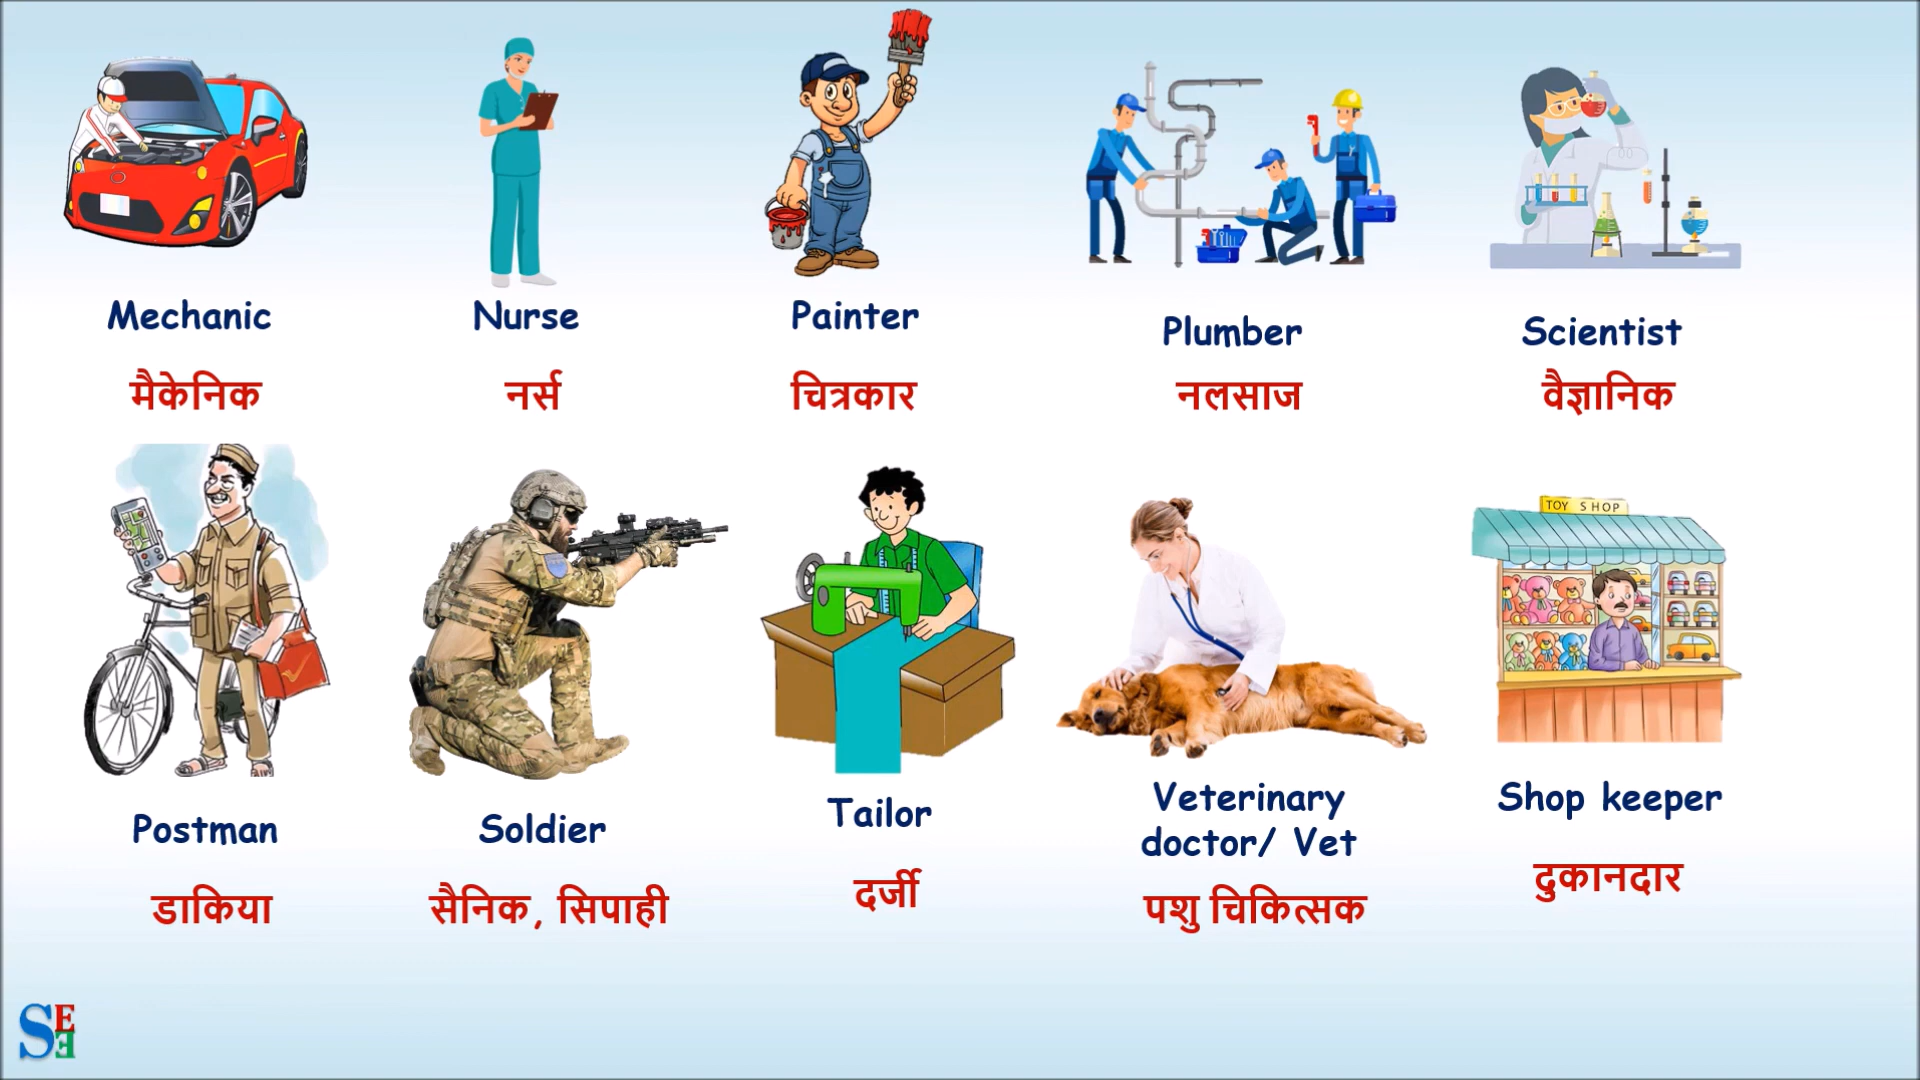 Mechanic
Nurse
Painter
Plumber
Scientist
मैकेनिक
नर्स
चित्रकार
नलसाज
वैज्ञानिक
TOY SHOP
Postman
Soldier
Tailor
Veterinary
doctor/ Vet
Shop keeper
डाकिया
सैनिक, सिपाही
दर्जी
पशु चिकित्सक
दुकानदार
SEE